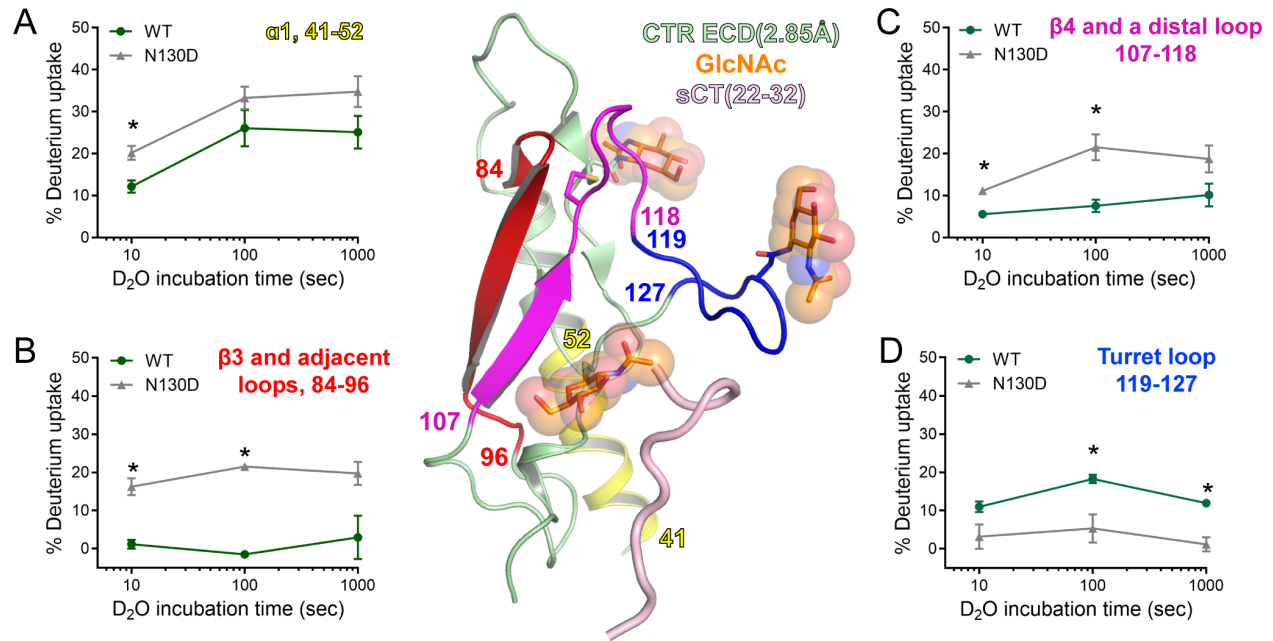 A
50
40
30
20
10
0
% Deuterium uptake
WT
N130D
α1, 41-52
*
10
100
1000
D2O incubation time (sec)
CTR ECD(2.85Å)
GlcNAc
sCT(22-32)
84
118
119
127
52
107
96
41
C
50
40
30
20
10
0
% Deuterium uptake
WT
N130D
β4 and a distal loop
107-118
*
*
10
100
1000
D2O incubation time (sec)
B
50
40
30
20
10
0
% Deuterium uptake
WT
N130D
β3 and adjacent
loops, 84-96
*
*
10
100
1000
D2O incubation time (sec)
D
50
40
30
20
10
0
% Deuterium uptake
WT
N130D
Turret loop
119-127
*
*
10
100
1000
D2O incubation time (sec)